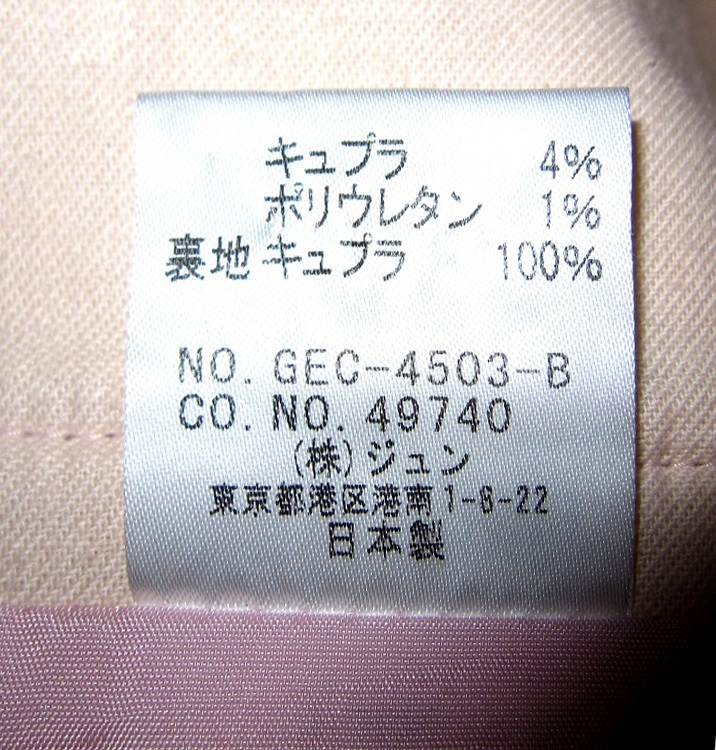 キュプラ 4%
ポリウレタン 1%
裏地 キュプラ 100%
NO. GEC-4503-B
CO. NO. 49740
(株)ジュン
東京都港区港南1-8-22
日本製